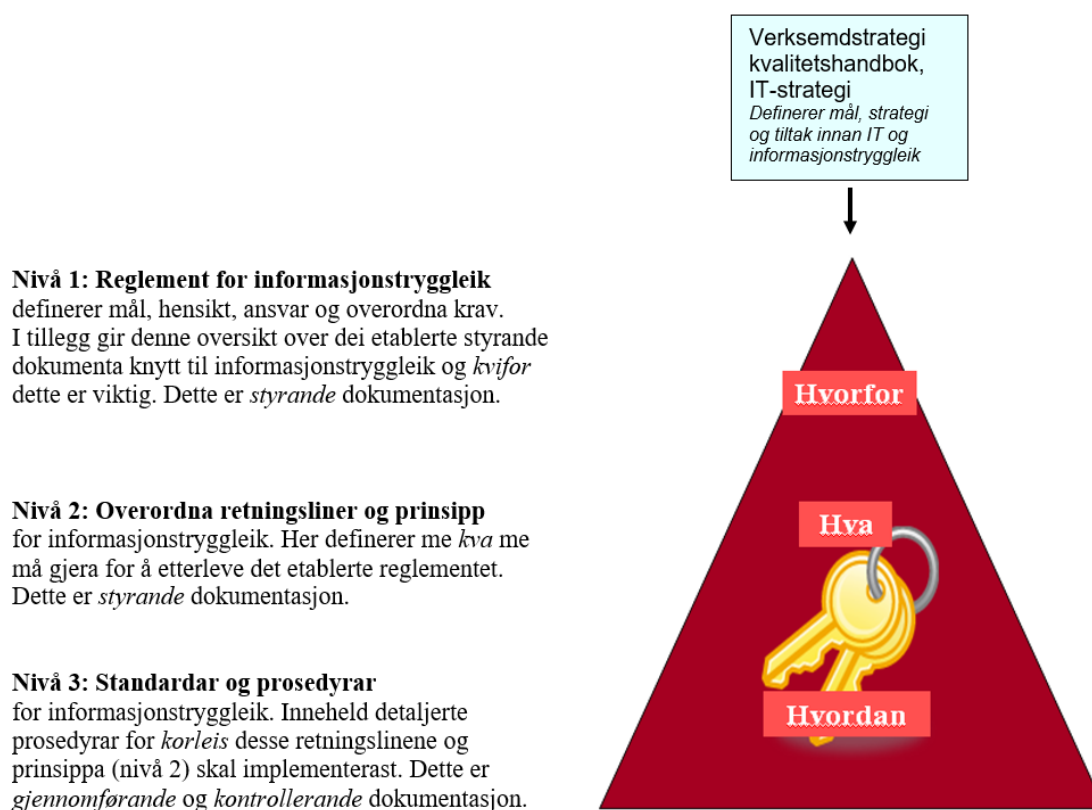 Verksemdstrategi
kvalitetshandbok,
IT-strategi
Definerer mål, strategi
og tiltak innan IT og
informasjonstryggleik
Nivå 1: Reglement for informasjonstryggleik
definerer mål, hensikt, ansvar og overordna krav.
I tillegg gir denne oversikt over dei etablerte styrande
dokumenta knytt til informasjonstryggleik og kvifor
dette er viktig. Dette er styrande dokumentasjon.
Hvorfor
Nivå 2: Overordna retningsliner og prinsipp
for informasjonstryggleik. Her definerer me kva me
må gjera for å etterleve det etablerte reglementet.
Dette er styrande dokumentasjon.
Hva
Nivå 3: Standardar og prosedyrar
for informasjonstryggleik. Inneheld detaljerte
prosedyrar for korleis desse retningslinene og
prinsippa (nivå 2) skal implementerast. Dette er
gjennomførande og kontrollerande dokumentasjon.
Hvordan